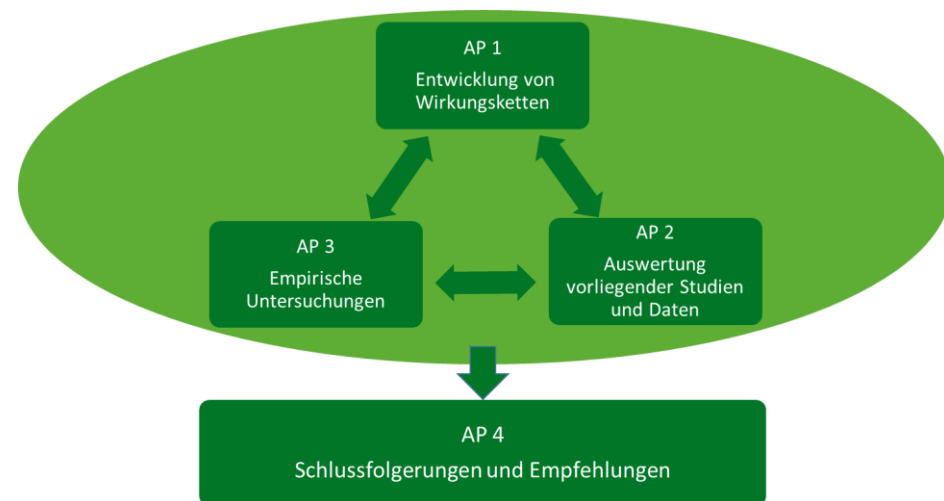 AP 1
Entwicklung von
Wirkungsketten
AP 3
Empirische
Untersuchungen
AP 2
Auswertung
vorliegender Studien
und Daten
AP 4
Schlussfolgerungen und Empfehlungen